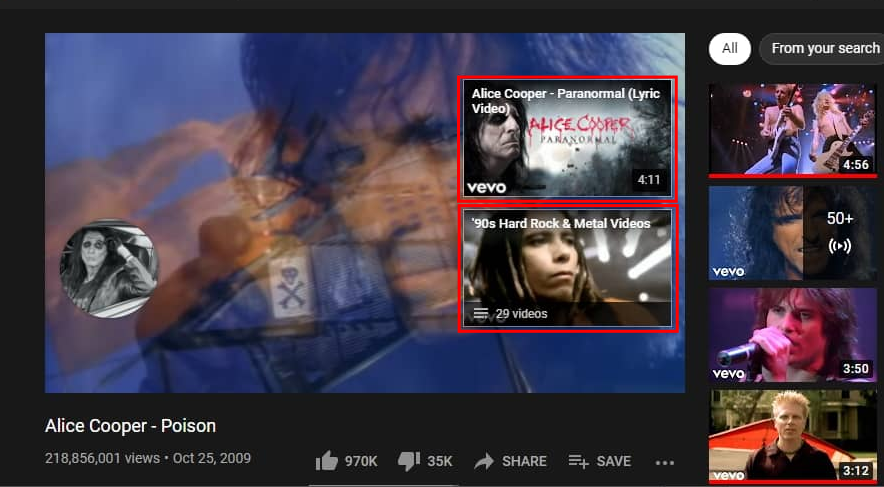 All
From your search
Alice Cooper - Paranormal (Lyric
Video)
ALICE COOPER
PARANORMAL
vevo
4:11
'90s Hard Rock & Metal Videos
29 videos
4:56
50+
vevo
vevo
3:50
vevo
3:12
Alice Cooper - Poison
218,856,001 views • Oct 25, 2009
970K
35K
SHARE
SAVE